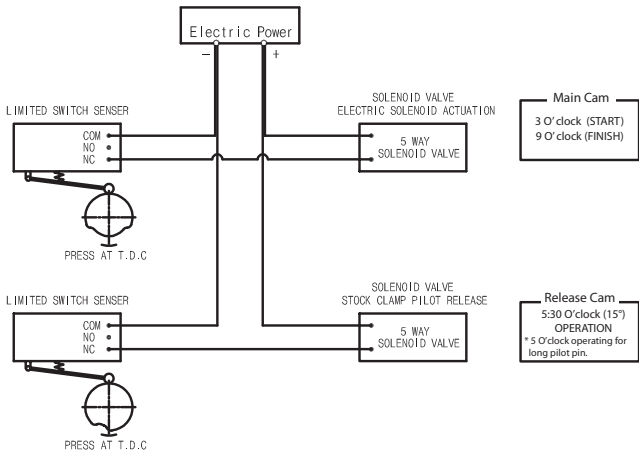 Electric Power
− +
LIMITED SWITCH SENSER
COM
NO
NC
PRESS AT T.D.C
SOLENOID VALVE
ELECTRIC SOLENOID ACTUATION
5 WAY
SOLENOID VALVE
Main Cam
3 O' clock (START)
9 O' clock (FINISH)
LIMITED SWITCH SENSER
COM
NO
NC
PRESS AT T.D.C
SOLENOID VALVE
STOCK CLAMP PILOT RELEASE
5 WAY
SOLENOID VALVE
Release Cam
5:30 O'clock (15°)
OPERATION
* 5 O'clock operating for
long pilot pin.